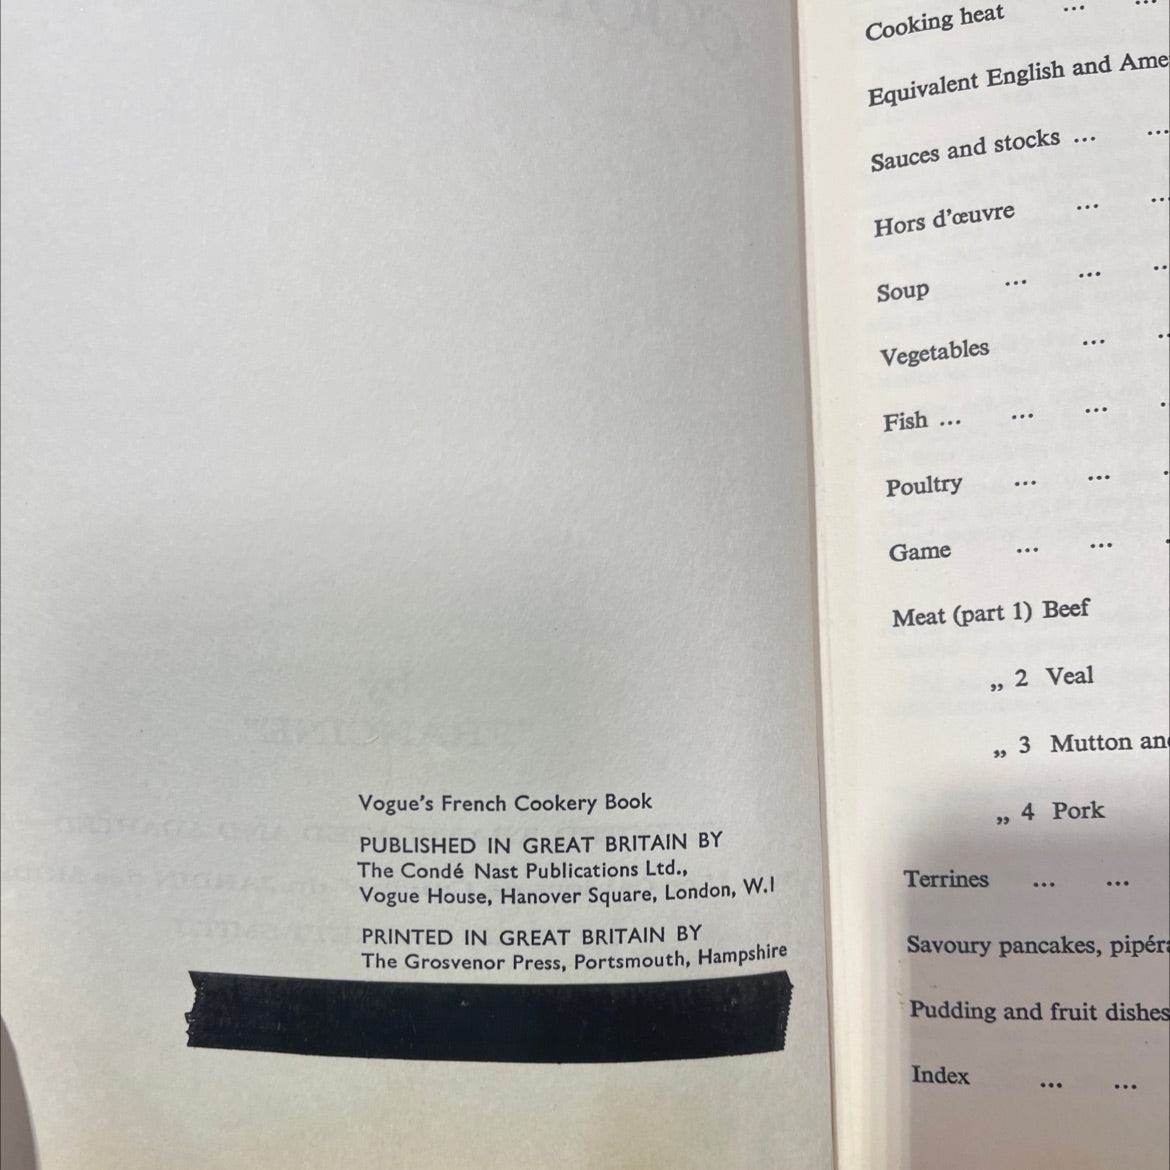 Vogue's French Cookery Book
PUBLISHED IN GREAT BRITAIN BY
The Condé Nast Publications Ltd.,
Vogue House, Hanover Square, London, W.1
PRINTED IN GREAT BRITAIN BY
The Grosvenor Press, Portsmouth, Hampshire
Cooking heat ... ...
Equivalent English and Ame
Sauces and stocks ... ...
Hors d'œuvre ... ...
Soup ... ... ...
Vegetables ... ...
Fish ... ... ...
Poultry ... ...
Game ... ...
Meat (part 1) Beef
„ 2 Veal
„ 3 Mutton and
„ 4 Pork
Terrines ... ...
Savoury pancakes, pipéra
Pudding and fruit dishes
Index ... ...